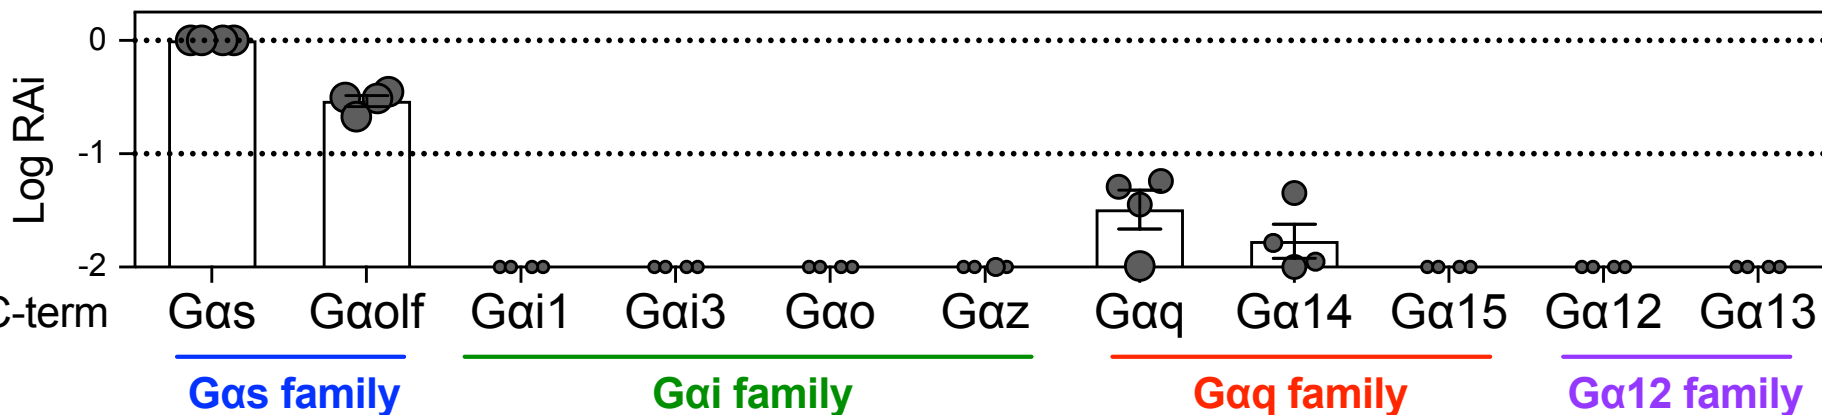 Log RAi
0
-1
-2
C-term Gαs Gαolf Gαi1 Gαi3 Gαo Gαz Gαq Gα14 Gα15 Gα12 Gα13
Gαs family Gαi family Gαq family Gα12 family